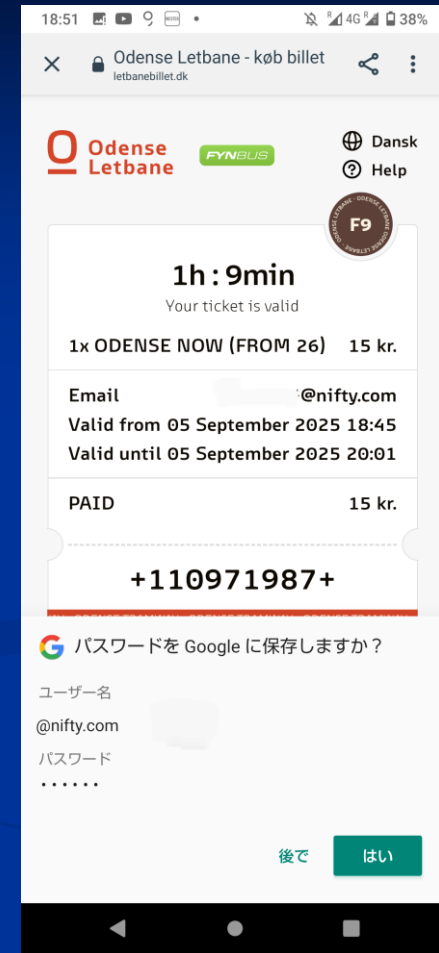 18:51 R 4G R 38%
Odense Letbane - køb billet
letbanebillet.dk
Odense
Letbane
FYNBUS
Dansk
Help
F9
1h : 9min
Your ticket is valid
1x ODENSE NOW (FROM 26) 15 kr.
Email @nifty.com
Valid from 05 September 2025 18:45
Valid until 05 September 2025 20:01
PAID 15 kr.
+110971987+
パスワードを Google に保存しますか？
ユーザー名
@nifty.com
パスワード
••••••
後で はい